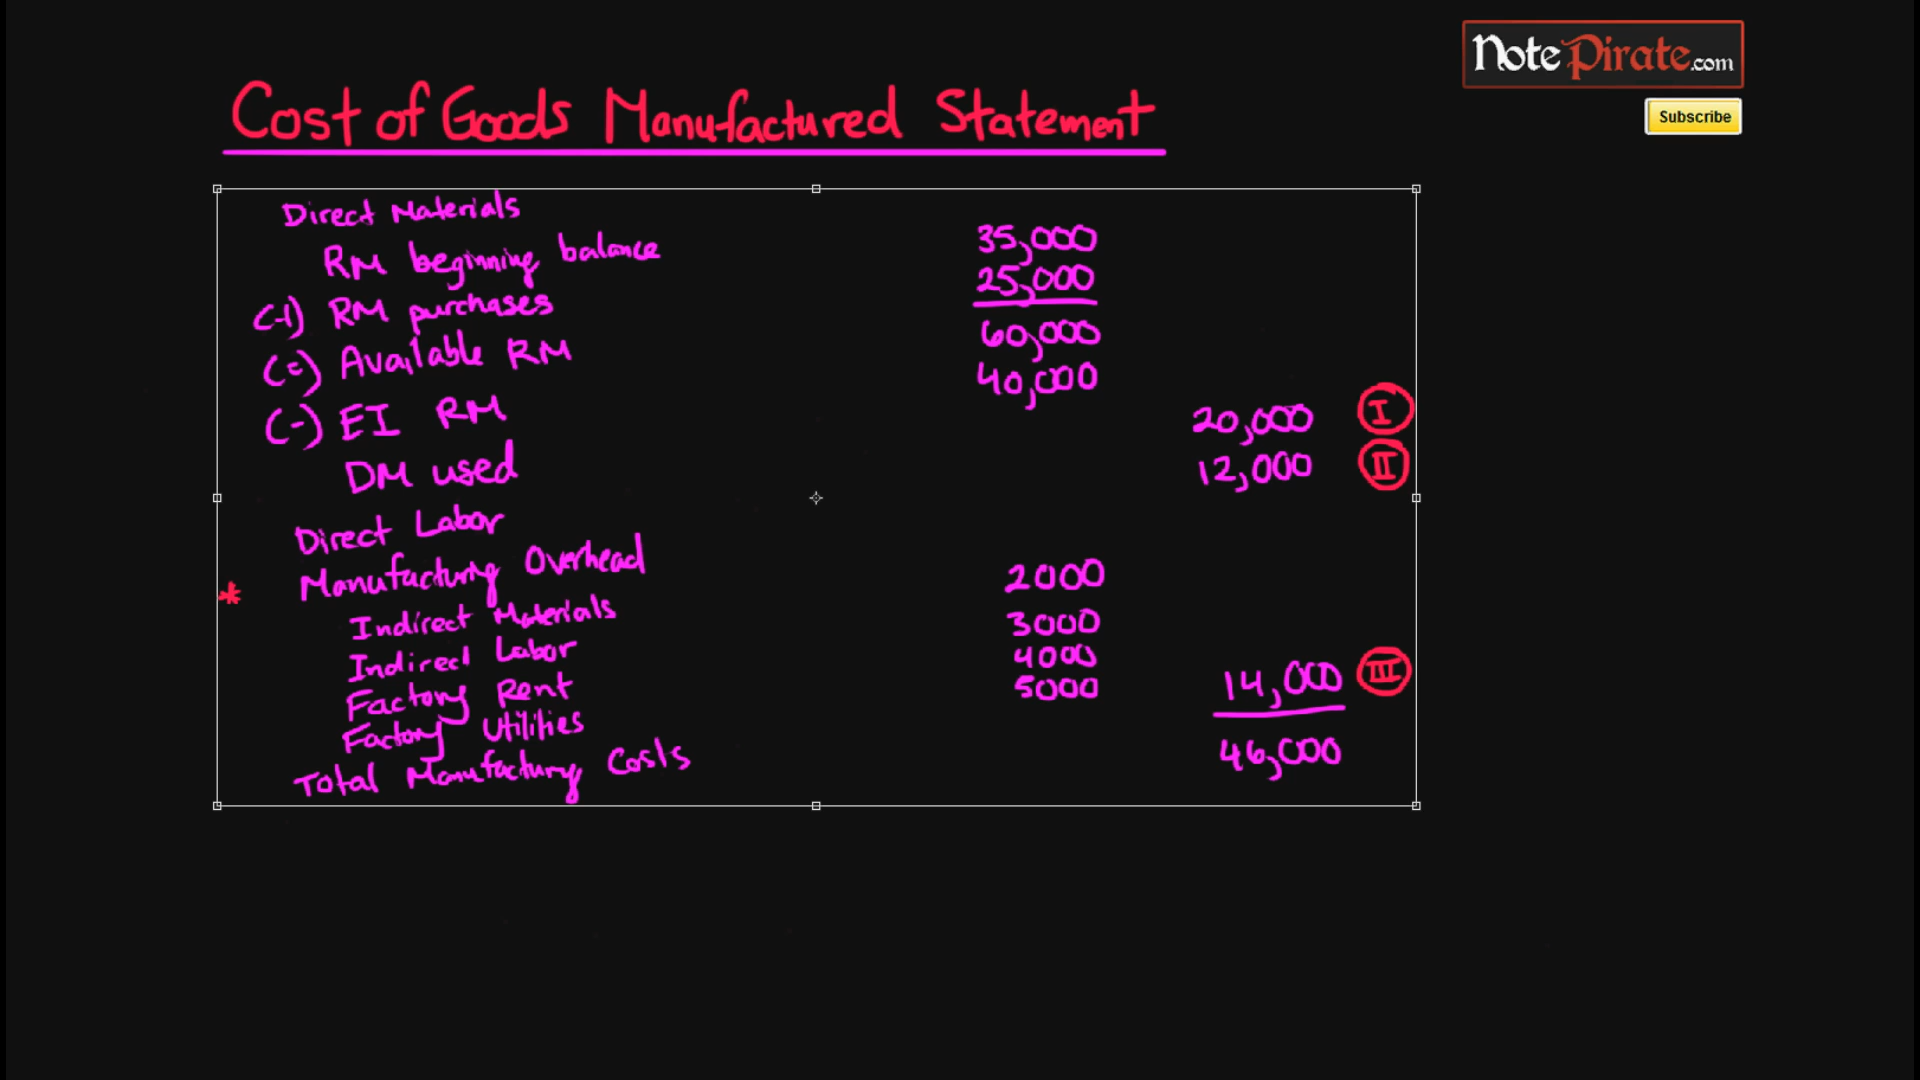 NotePirate.com
Subscribe
Cost of Goods Manufactured Statement
Direct Materials
RM beginning balance 35,000
(+) RM purchases 25,000
(=) Available RM 60,000
(-) EI RM 40,000
DM used 20,000 I
Direct Labor 12,000 II
* Manufacturing Overhead
Indirect Materials 2000
Indirect Labor 3000
Factory Rent 4000
Factory Utilities 5000 14,000 III
Total Manufacturing Costs 46,000